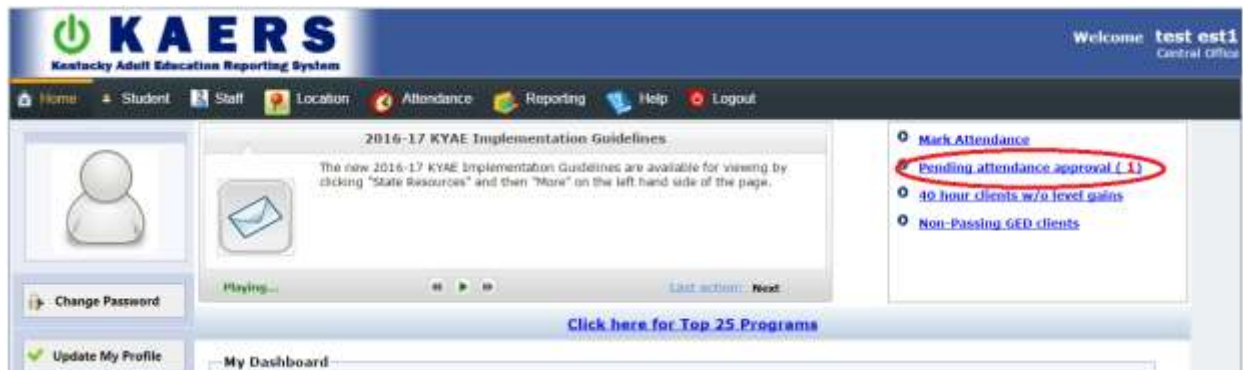 KAERS
Kentucky Adult Education Reporting System
Welcome test est1
Central Office
Home Student Staff Location Attendance Reporting Help Logout
2016-17 KYAE Implementation Guidelines
The new 2016-17 KYAE Implementation Guidelines are available for viewing by
clicking "State Resources" and then "More" on the left hand side of the page.
Playing...
Last action: Next
Mark Attendance
Pending attendance approval ( 1)
40 hour clients w/o level gains
Non-Passing GED clients
Change Password
Click here for Top 25 Programs
Update My Profile
My Dashboard